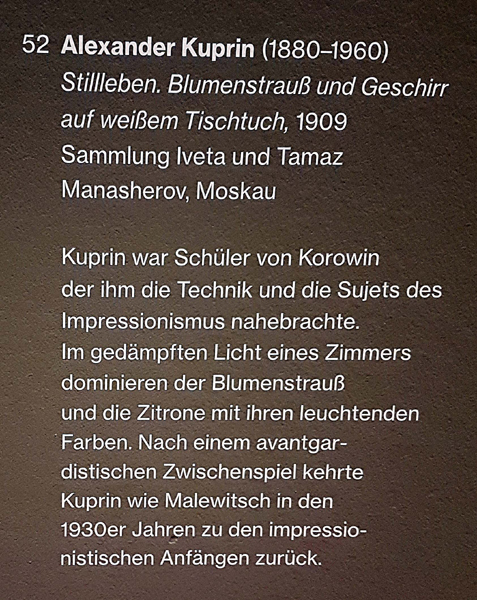 52 Alexander Kuprin (1880–1960)
Stillleben. Blumenstrauß und Geschirr
auf weißem Tischtuch, 1909
Sammlung Iveta und Tamaz
Manasherov, Moskau
Kuprin war Schüler von Korowin
der ihm die Technik und die Sujets des
Impressionismus nahebrachte.
Im gedämpften Licht eines Zimmers
dominieren der Blumenstrauß
und die Zitrone mit ihren leuchtenden
Farben. Nach einem avantgar-
distischen Zwischenspiel kehrte
Kuprin wie Malewitsch in den
1930er Jahren zu den impressio-
nistischen Anfängen zurück.